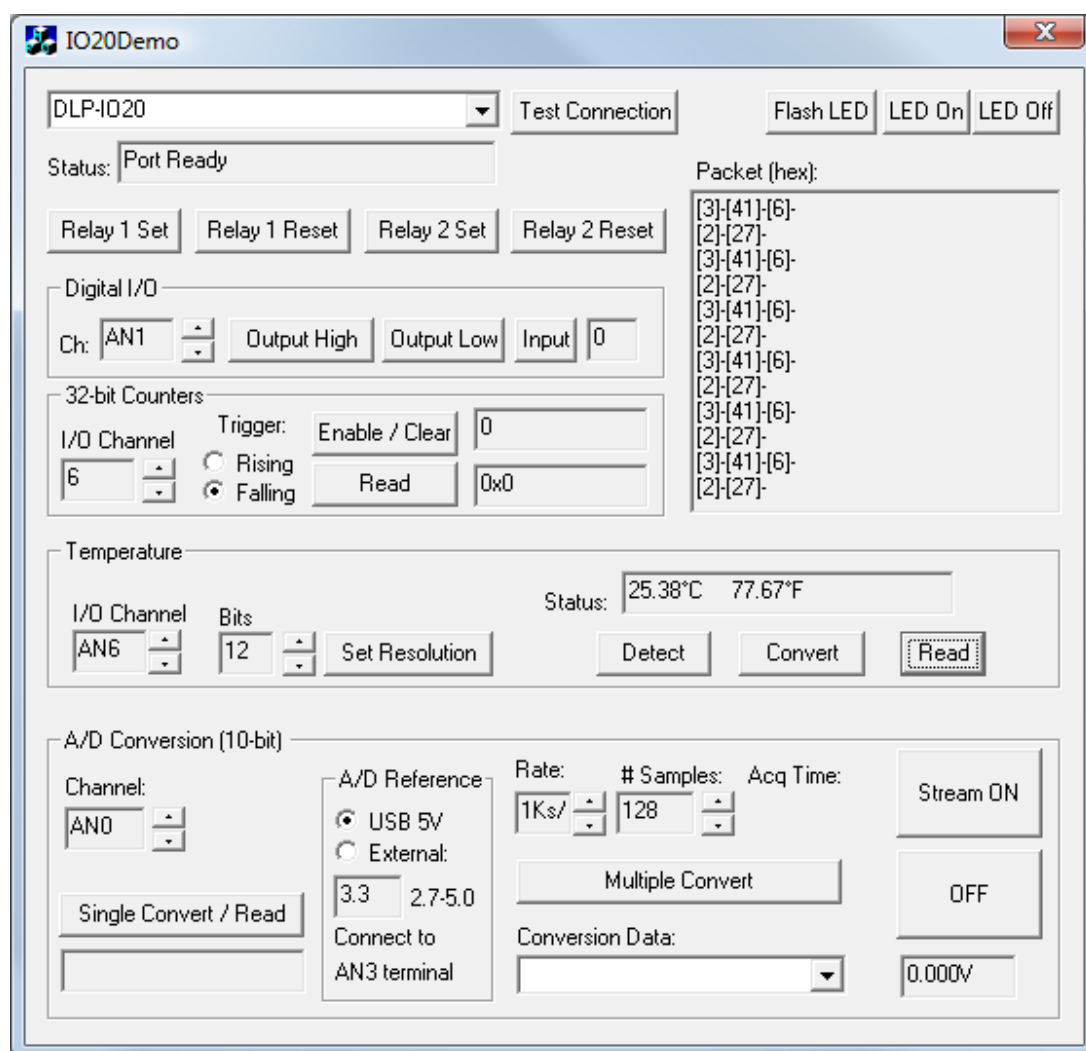 IO20Demo
DLP-IO20
Test Connection
Flash LED
LED On
LED Off
Status: Port Ready
Packet (hex):
[3]-[41]-[6]-
[2]-[27]-
[3]-[41]-[6]-
[2]-[27]-
[3]-[41]-[6]-
[2]-[27]-
[3]-[41]-[6]-
[2]-[27]-
[3]-[41]-[6]-
[2]-[27]-
[3]-[41]-[6]-
[2]-[27]-
Relay 1 Set
Relay 1 Reset
Relay 2 Set
Relay 2 Reset
Digital I/O
Ch: AN1
Output High
Output Low
Input
0
32-bit Counters
I/O Channel
6
Trigger:
Rising
Falling
Enable / Clear
0
Read
0x0
Temperature
I/O Channel
AN6
Bits
12
Set Resolution
Status: 25.38°C 77.67°F
Detect
Convert
Read
A/D Conversion (10-bit)
Channel:
AN0
Single Convert / Read
A/D Reference
USB 5V
External:
3.3 2.7-5.0
Connect to
AN3 terminal
Rate:
1Ks/
# Samples:
128
Acq Time:
Multiple Convert
Conversion Data:
Stream ON
OFF
0.000V